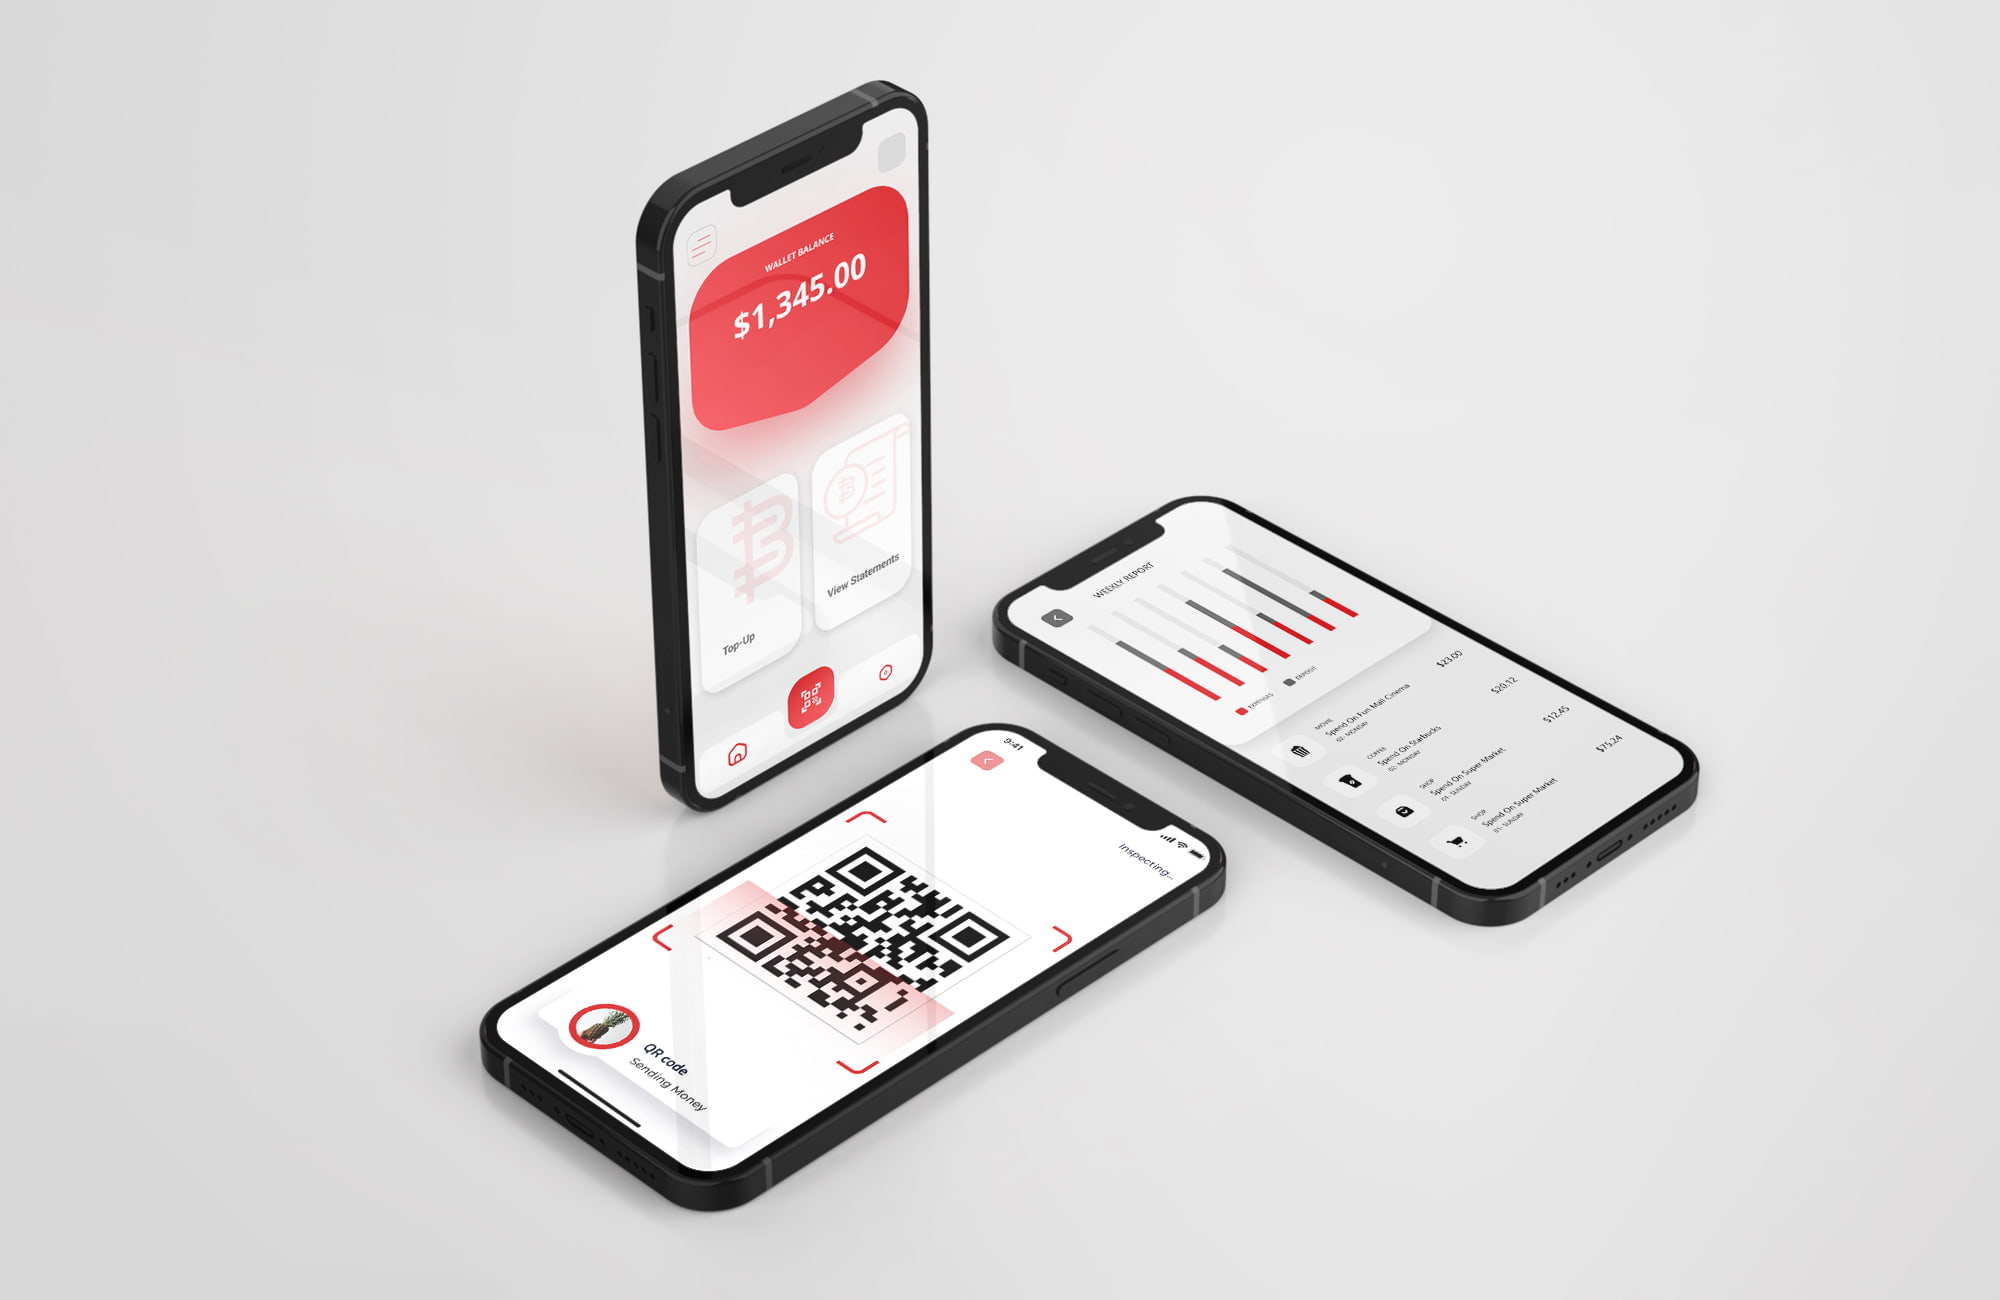 WALLET BALANCE
$1,345.00
Top-Up
View Statements
WEEKLY REPORT
EXPENSES
DEPOSIT
MOVIE
Spend On Fun Mall Cinema
02- MONDAY
$23.00
COFFEE
Spend On Starbucks
02- MONDAY
$20.12
SHOP
Spend On Super Market
01- SUNDAY
$12.45
SHOP
Spend On Super Market
01- SUNDAY
$75.24
9:41
Inspecting...
QR code
Sending Money